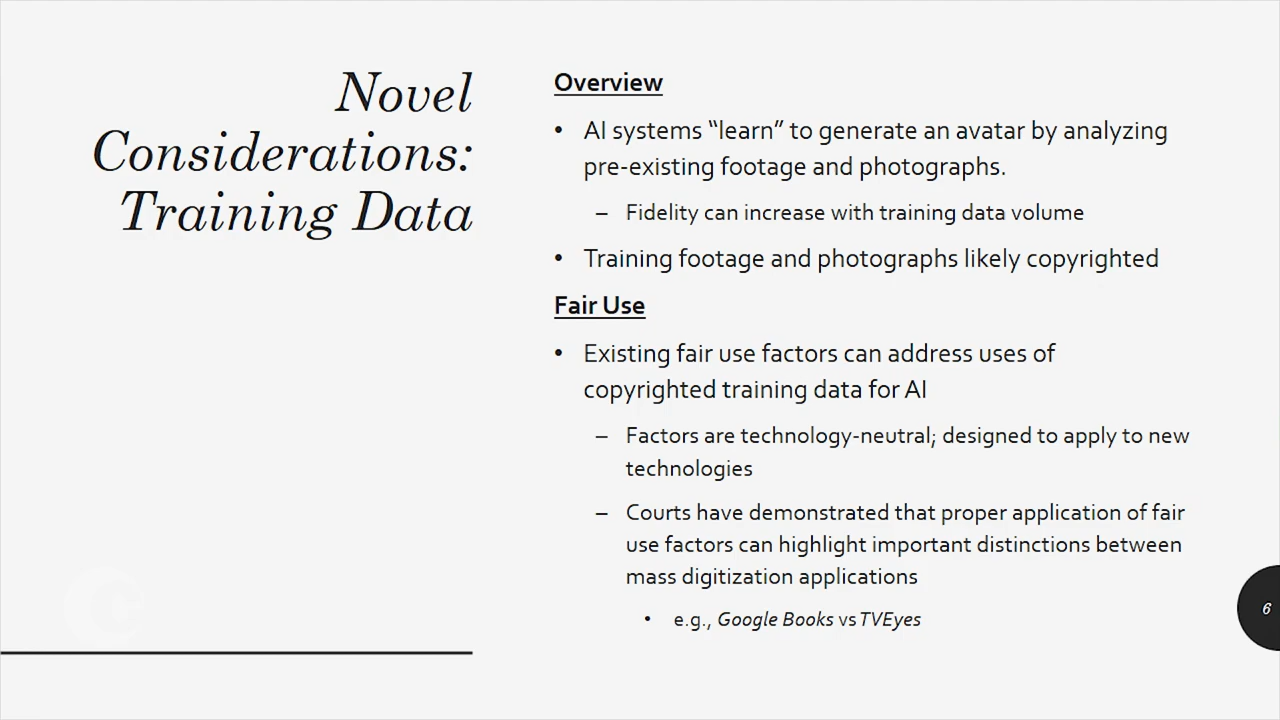 Novel
Considerations:
Training Data
Overview
• AI systems “learn” to generate an avatar by analyzing
pre-existing footage and photographs.
– Fidelity can increase with training data volume
• Training footage and photographs likely copyrighted
Fair Use
• Existing fair use factors can address uses of
copyrighted training data for AI
– Factors are technology-neutral; designed to apply to new
technologies
– Courts have demonstrated that proper application of fair
use factors can highlight important distinctions between
mass digitization applications
• e.g., Google Books vs TVEyes
6